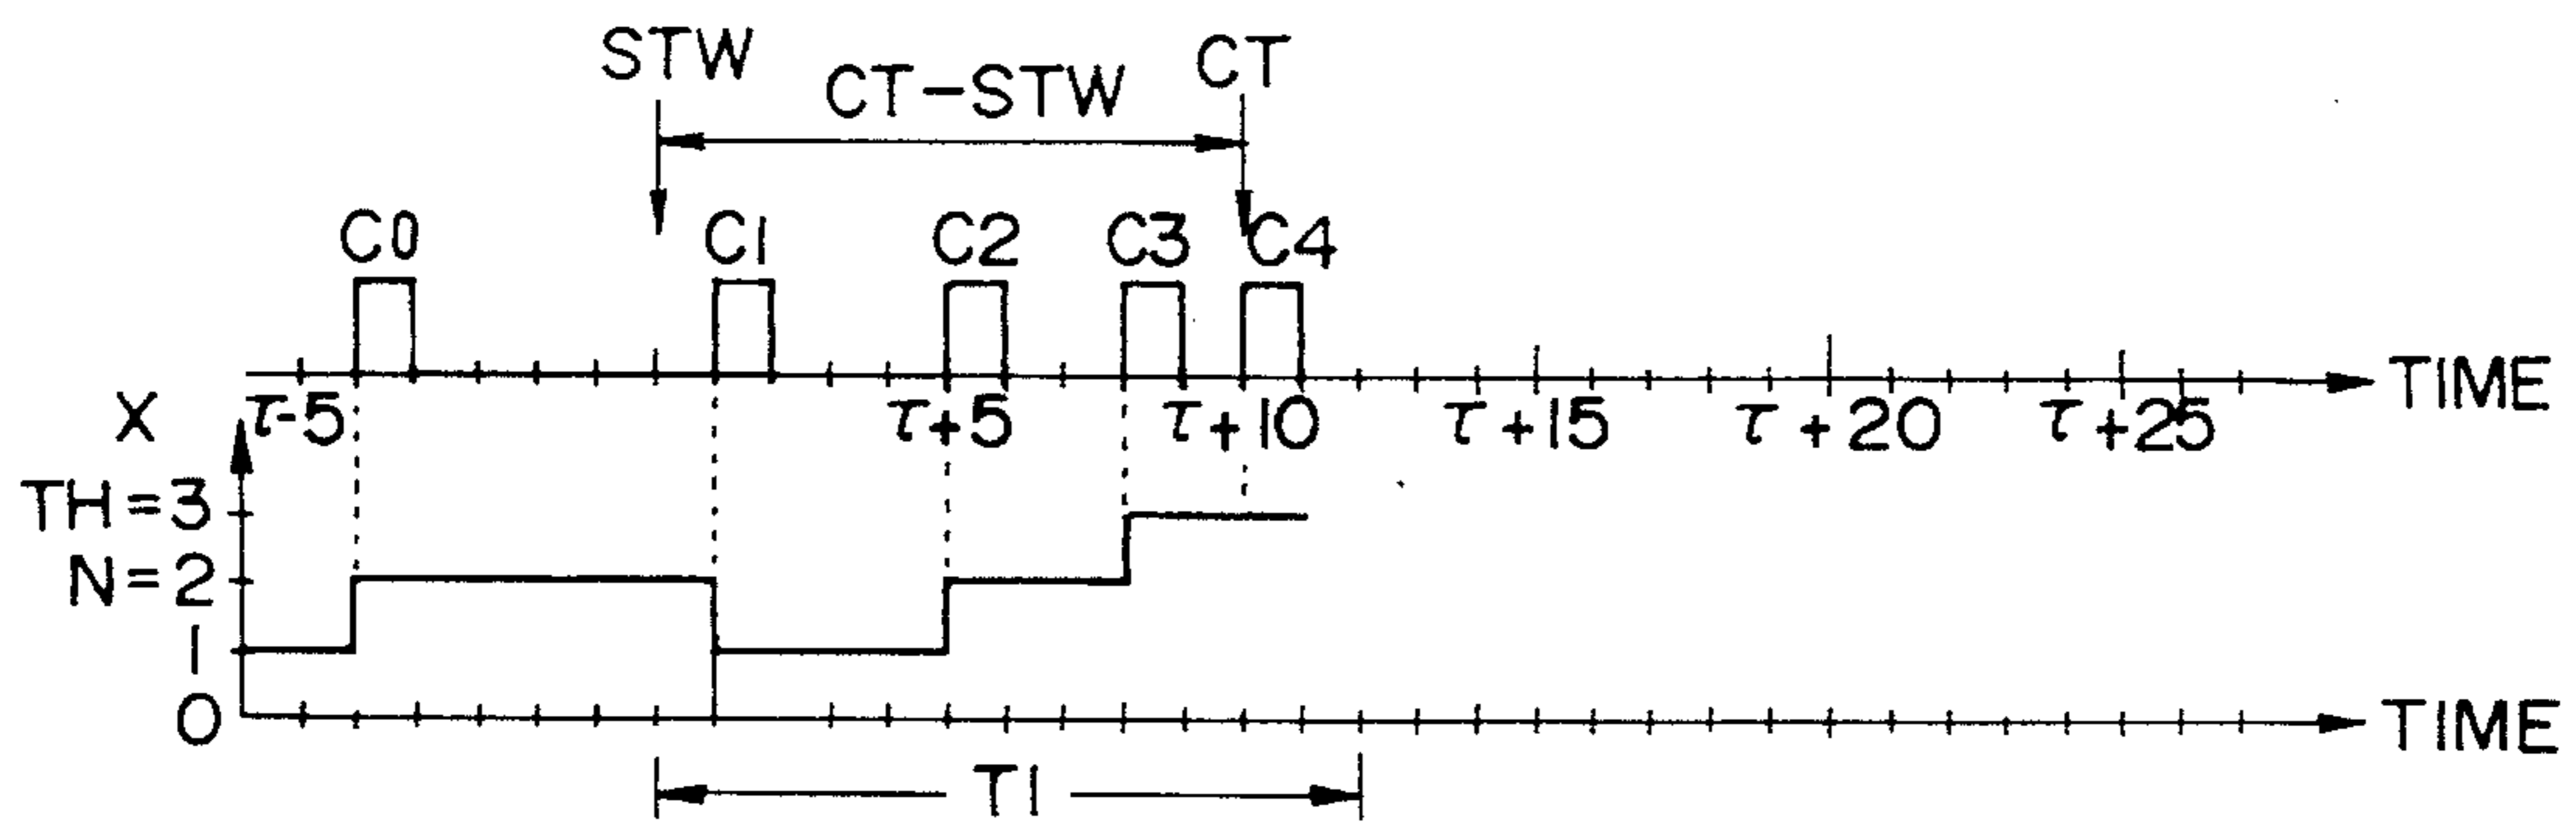 STW
CT-STW
CT
C0 C1 C2 C3 C4
τ-5 τ+5 τ+10 τ+15 τ+20 τ+25 TIME
X
TH=3
N=2
1
0
TIME
T1